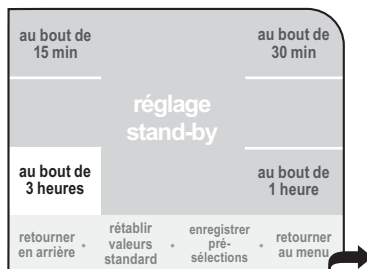 au bout de
15 min
au bout de
30 min
réglage
stand-by
au bout de
3 heures
au bout de
1 heure
retourner
en arrière
•
rétablir
valeurs
standard
•
enregistrer
pré-
sélections
•
retourner
au menu